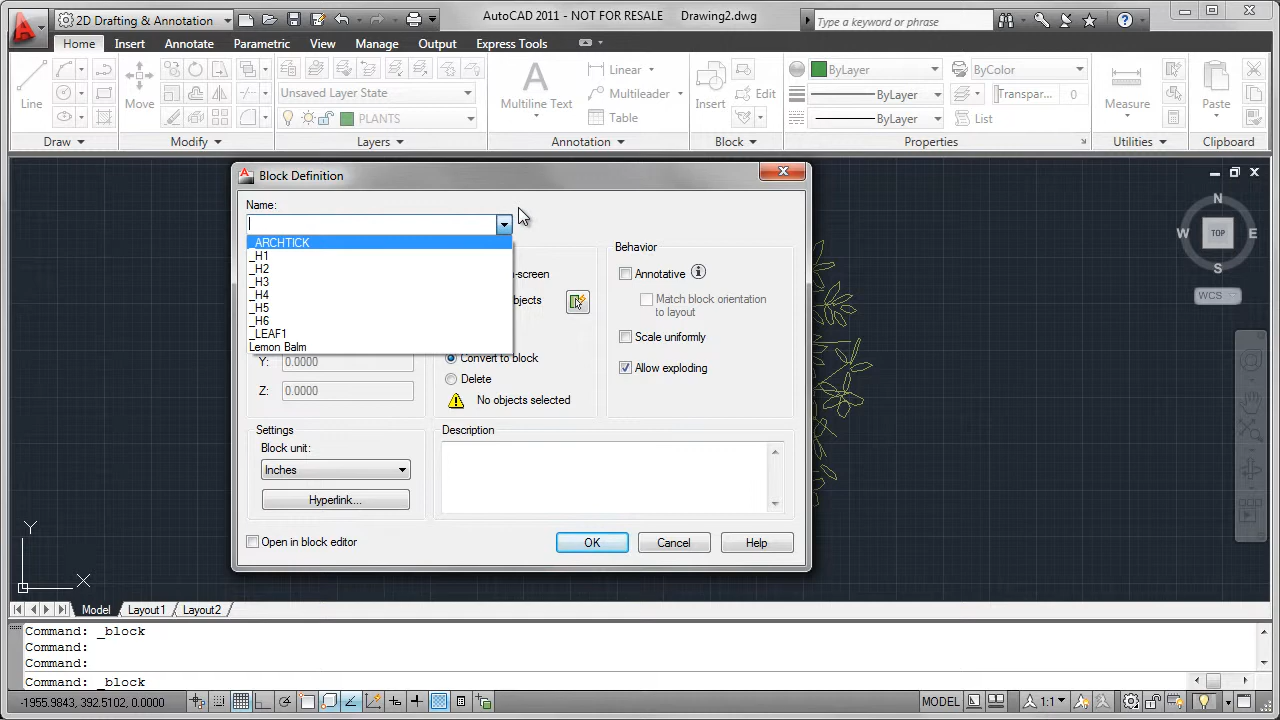 2D Drafting & Annotation
AutoCAD 2011 - NOT FOR RESALE Drawing2.dwg
Type a keyword or phrase
Home Insert Annotate Parametric View Manage Output Express Tools
Line
Move
Unsaved Layer State
PLANTS
Multiline Text
Linear
Multileader
Table
Insert
Edit
ByLayer
ByLayer
ByLayer
ByColor
Transpar... 0
List
Measure
Paste
Draw Modify Layers Annotation Block Properties Utilities Clipboard
Block Definition
Name:
_ARCHTICK
_H1
_H2
_H3
_H4
_H5
_H6
_LEAF1
Lemon Balm
Y: 0.0000
Z: 0.0000
Convert to block
Delete
No objects selected
Behavior
Annotative
Match block orientation
to layout
Scale uniformly
Allow exploding
Settings
Block unit:
Inches
Hyperlink...
Description
Open in block editor
OK Cancel Help
N
W TOP E
S
WCS
Y
X
Model Layout1 Layout2
Command: _block
Command:
Command:
Command: _block
-1955.9843, 392.5102, 0.0000
MODEL
1:1